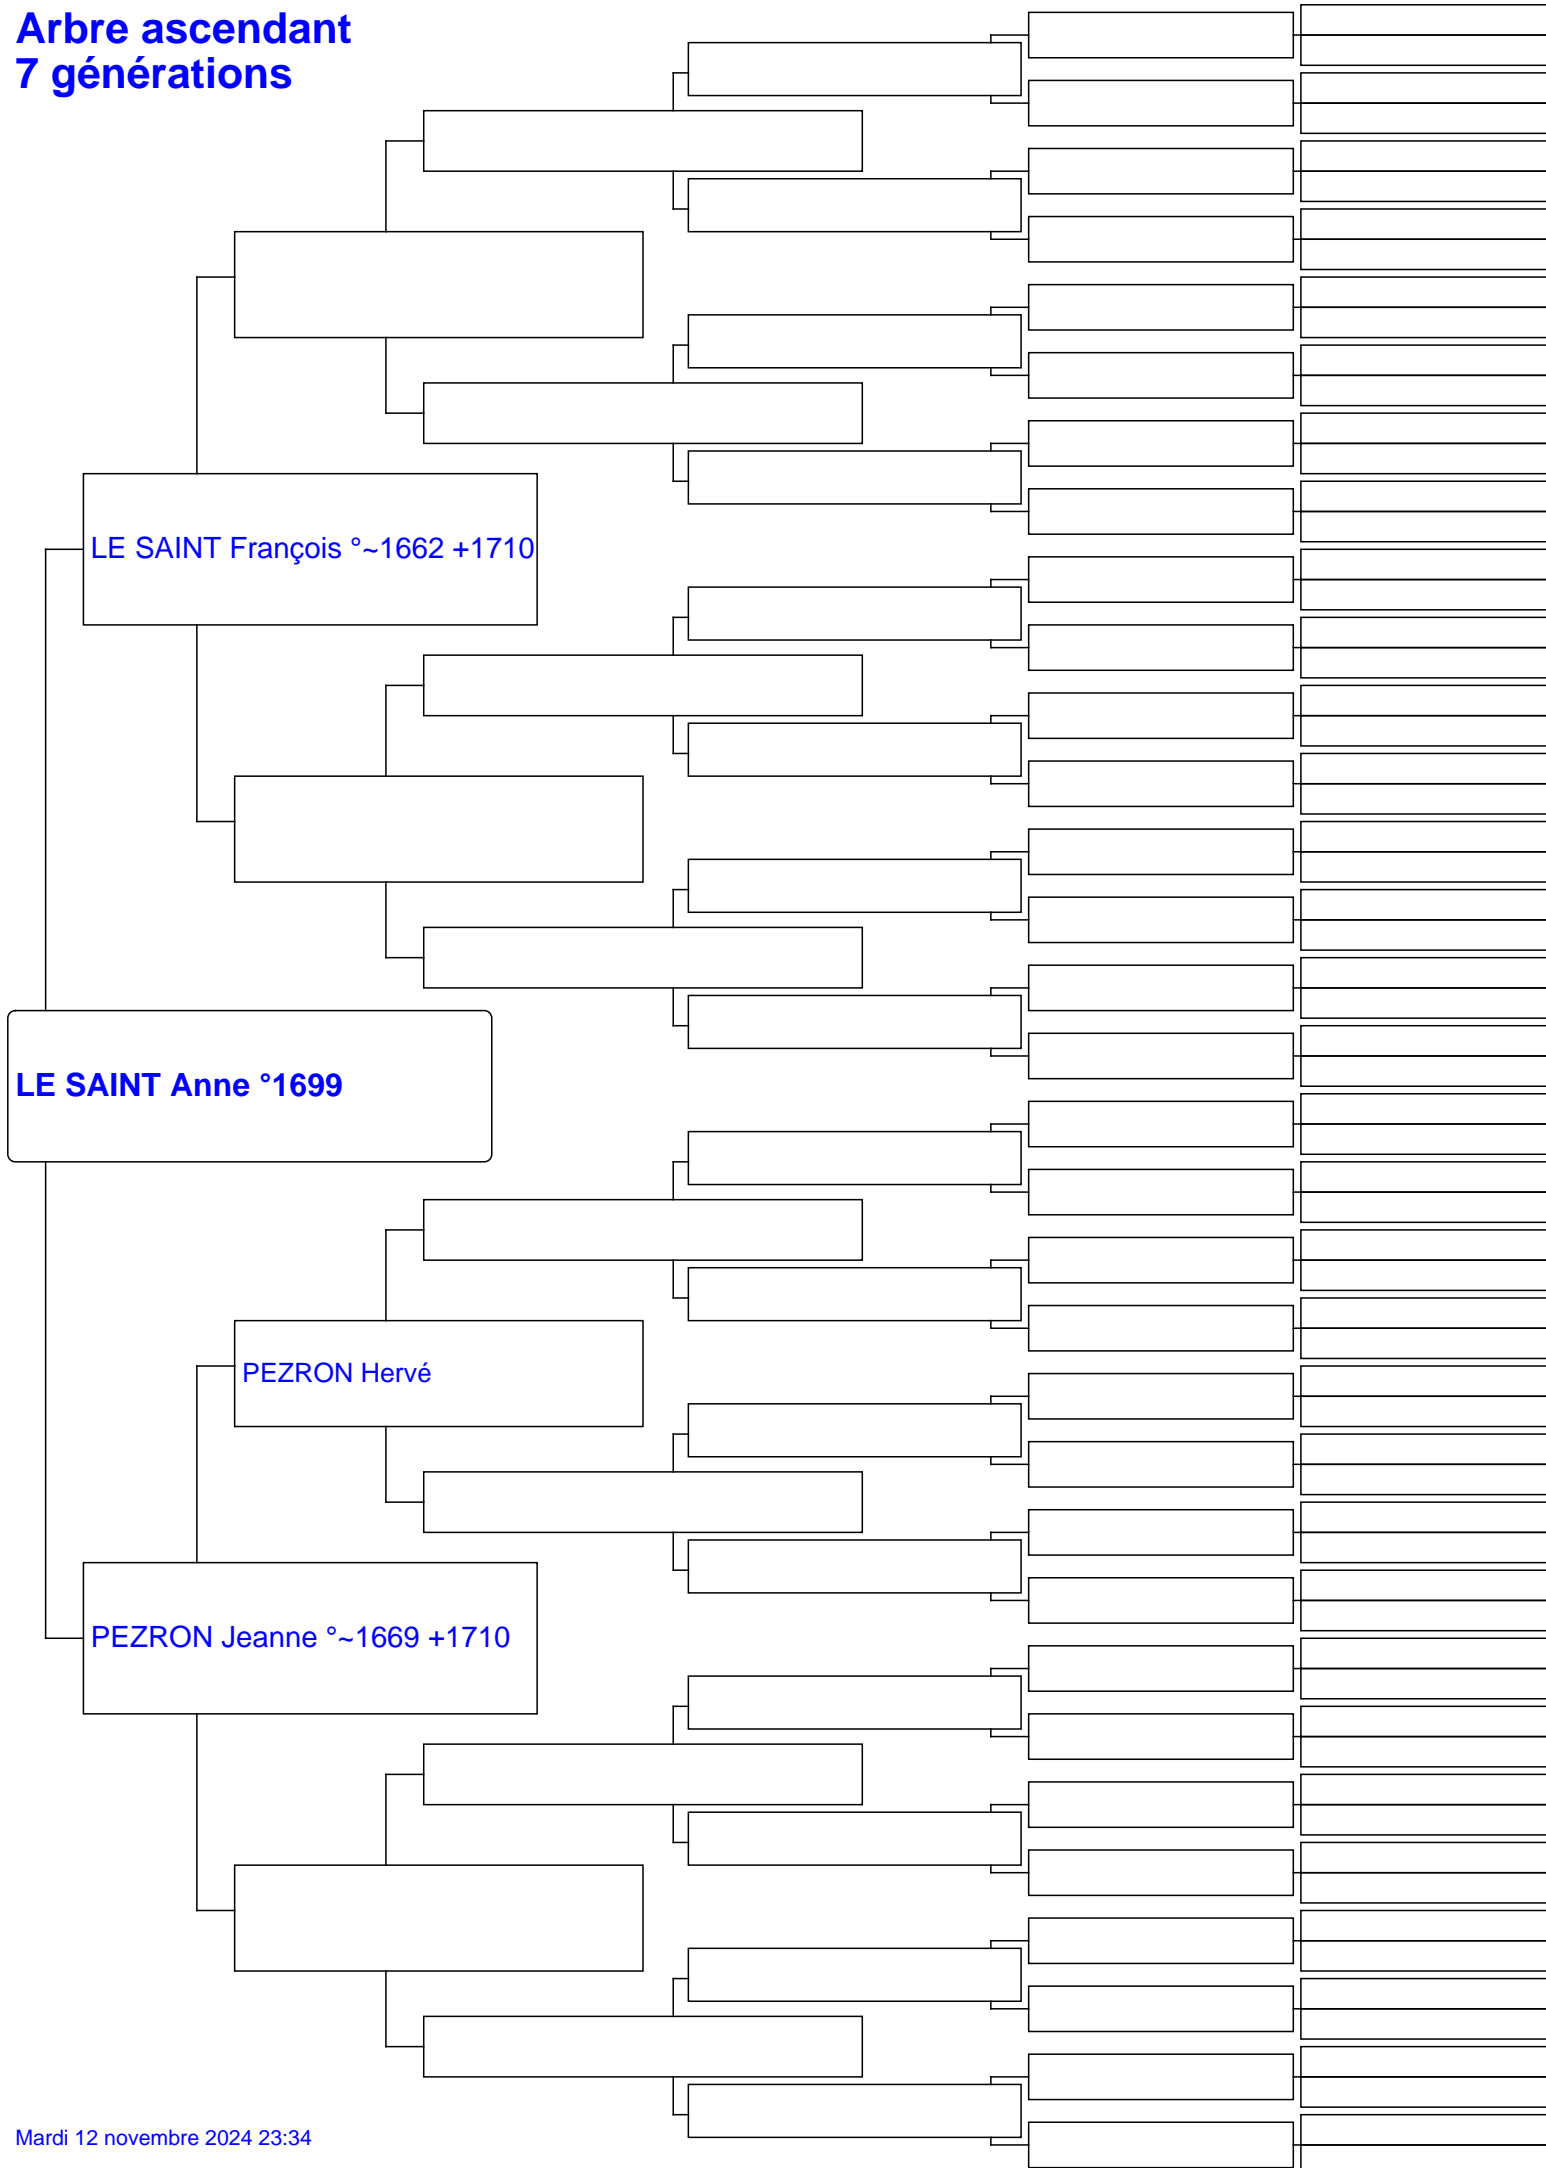 Arbre ascendant
7 générations
LE SAINT François °~1662 +1710
LE SAINT Anne °1699
PEZRON Hervé
PEZRON Jeanne °~1669 +1710
Mardi 12 novembre 2024 23:34